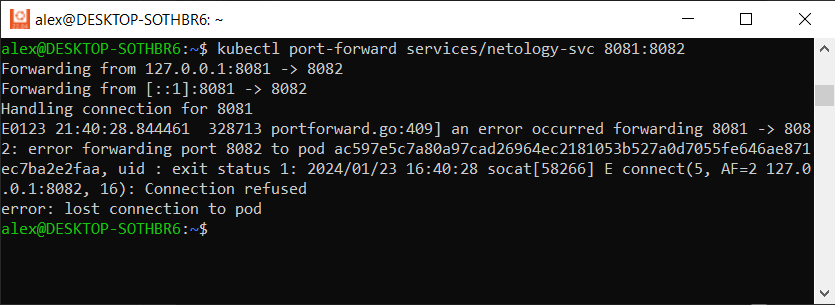 alex@DESKTOP-SOTHBR6: ~
alex@DESKTOP-SOTHBR6:~$ kubectl port-forward services/netology-svc 8081:8082
Forwarding from 127.0.0.1:8081 -> 8082
Forwarding from [::1]:8081 -> 8082
Handling connection for 8081
E0123 21:40:28.844461  328713 portforward.go:409] an error occurred forwarding 8081 -> 808
2: error forwarding port 8082 to pod ac597e5c7a80a97cad26964ec2181053b527a0d7055fe646ae871
ec7ba2e2faa, uid : exit status 1: 2024/01/23 16:40:28 socat[58266] E connect(5, AF=2 127.0
.0.1:8082, 16): Connection refused
error: lost connection to pod
alex@DESKTOP-SOTHBR6:~$